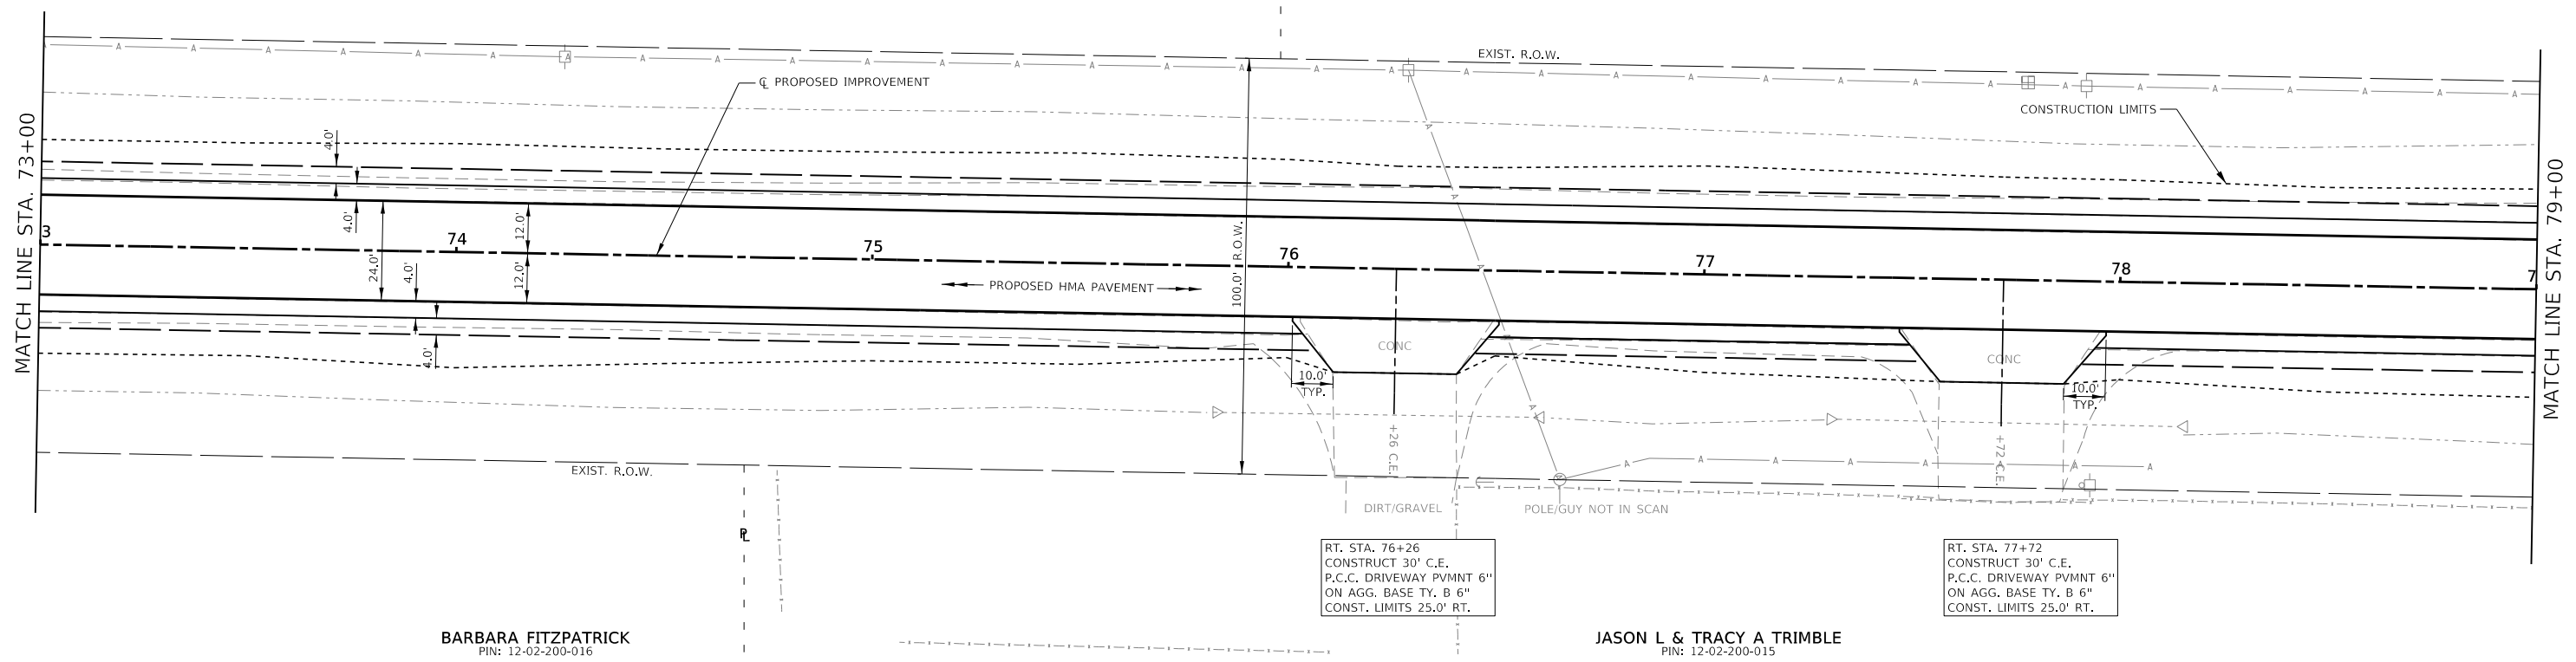 EXIST. R.O.W.
℄ PROPOSED IMPROVEMENT
CONSTRUCTION LIMITS
MATCH LINE STA. 73+00
MATCH LINE STA. 79+00
4.0'
4.0'
24.0'
12.0'
12.0'
4.0'
4.0'
3
74
75
76
77
78
7
100.0' R.O.W.
PROPOSED HMA PAVEMENT
CONC
CONC
10.0'
TYP.
10.0'
TYP.
+26 C.E.
+72 C.E.
EXIST. R.O.W.
DIRT/GRAVEL
POLE/GUY NOT IN SCAN
PL
RT. STA. 76+26
CONSTRUCT 30' C.E.
P.C.C. DRIVEWAY PVMNT 6"
ON AGG. BASE TY. B 6"
CONST. LIMITS 25.0' RT.
RT. STA. 77+72
CONSTRUCT 30' C.E.
P.C.C. DRIVEWAY PVMNT 6"
ON AGG. BASE TY. B 6"
CONST. LIMITS 25.0' RT.
BARBARA FITZPATRICK
PIN: 12-02-200-016
JASON L & TRACY A TRIMBLE
PIN: 12-02-200-015